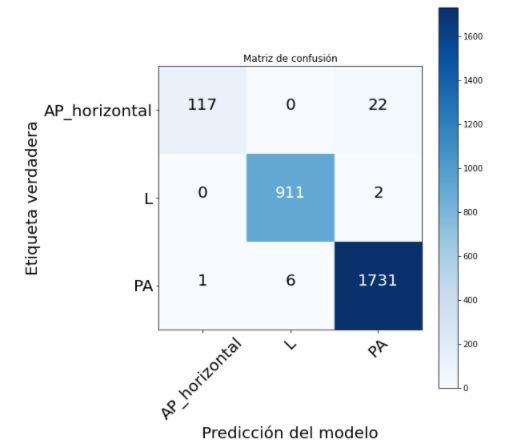 Matriz de confusión
Etiqueta verdadera
AP_horizontal 117 0 22
L 0 911 2
PA 1 6 1731
AP_horizontal L PA
Predicción del modelo
1600
1400
1200
1000
800
600
400
200
0